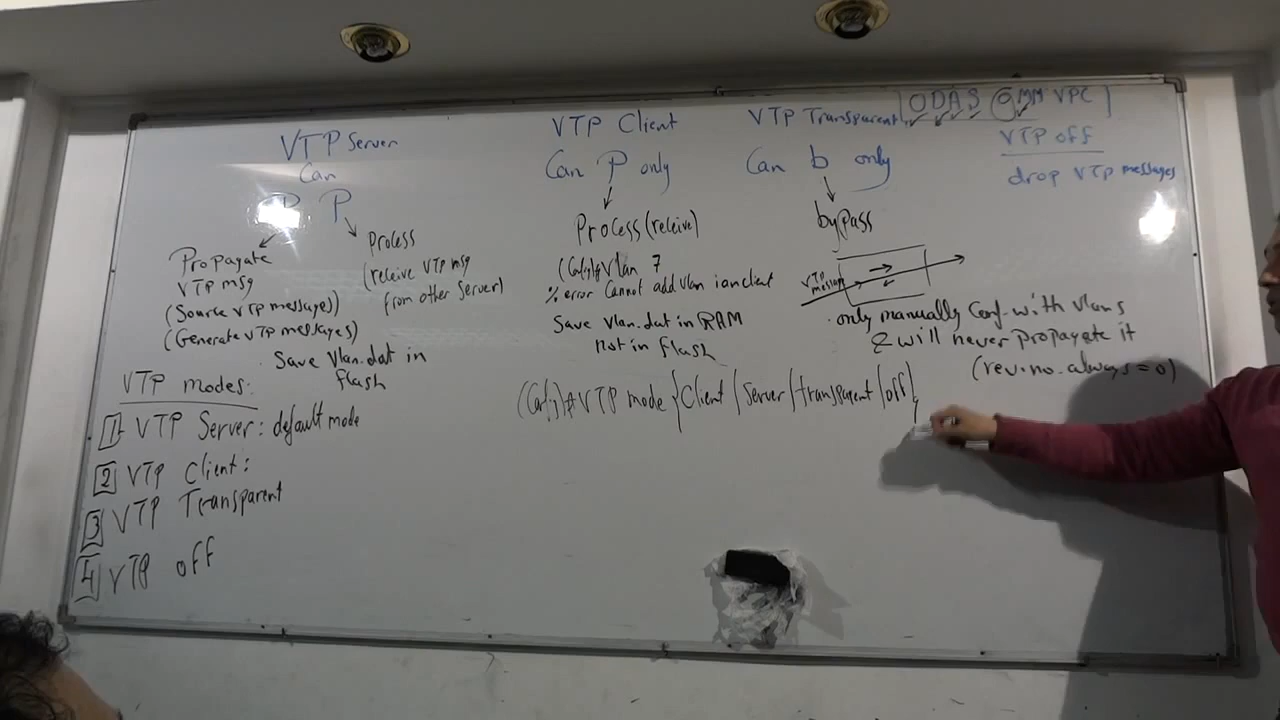 VTP Server
Can
P P
Propagate
VTP msg
(Source VTP messages)
(Generate VTP messages)
Process
(receive VTP msg
from other Server)
Save Vlan.dat in
flash
VTP modes:
1 VTP Server: default mode
2 VTP Client:
3 VTP Transparent
4 VTP off
VTP Client
Can P only
Process (receive)
(Config)# Vlan 7
% error Cannot add Vlan in a client
Save Vlan.dat in RAM
not in flash
(Config)#VTP mode {Client / Server / transparent / off}
VTP Transparent
Can b only
bypass
VTP
message
. only manually Conf. with Vlans
& will never propagate it
(rev. no. always = 0)
ODAS MM VPC
VTP off
drop VTP messages